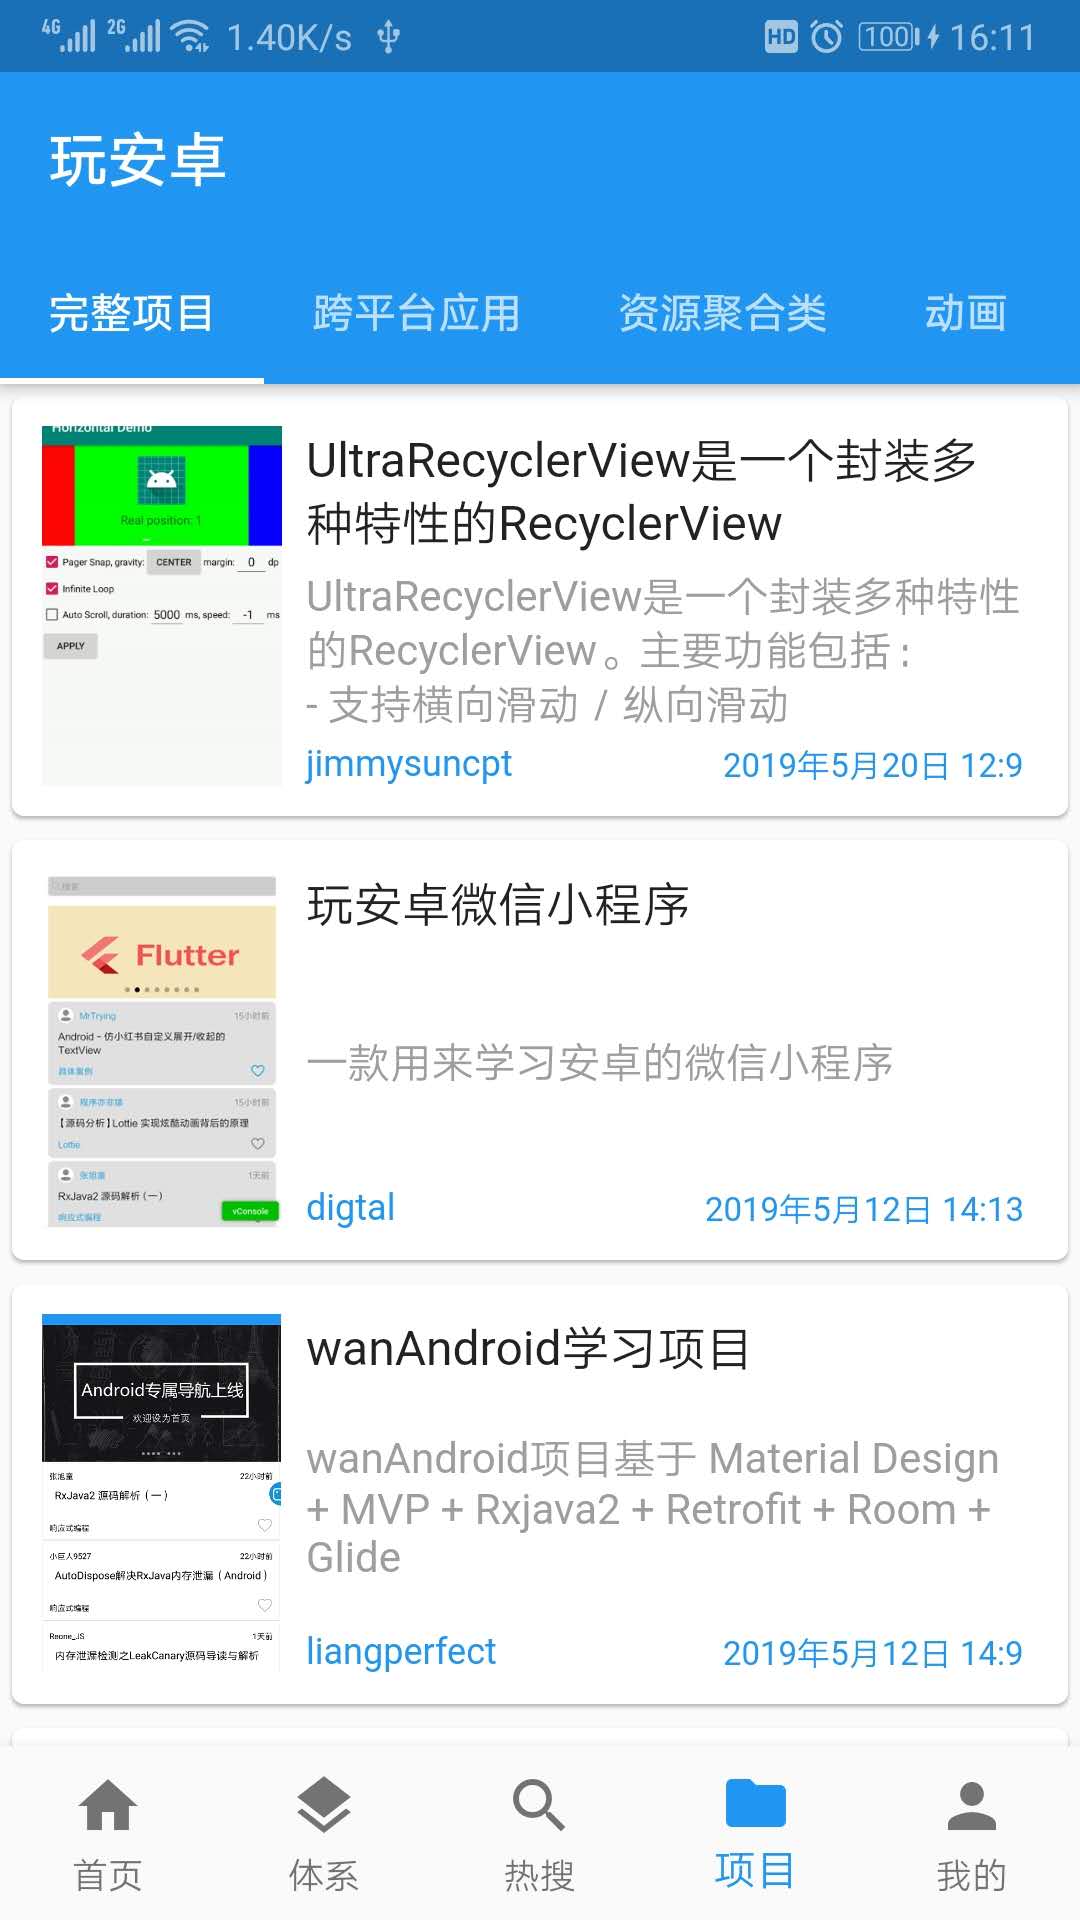 4G 2G 1.40K/s HD 100 16:11
玩安卓
完整项目 跨平台应用 资源聚合类 动画
Horizontal Demo
Real position: 1
Pager Snap, gravity: CENTER margin: 0 dp
Infinite Loop
Auto Scroll, duration: 5000 ms, speed: -1 ms
APPLY
UltraRecyclerView是一个封装多
种特性的RecyclerView
UltraRecyclerView是一个封装多种特性
的RecyclerView。主要功能包括:
- 支持横向滑动 / 纵向滑动
jimmysuncpt 2019年5月20日 12:9
搜索
Flutter
MrTrying 15小时前
Android - 仿小红书自定义展开/收起的
TextView
具体案例
程序亦非猿 15小时前
【源码分析】Lottie 实现炫酷动画背后的原理
Lottie
张旭童 1天前
RxJava2 源码解析 (一)
响应式编程
vConsole
玩安卓微信小程序
一款用来学习安卓的微信小程序
digtal 2019年5月12日 14:13
Android专属导航上线
欢迎设为首页
张旭童 22小时前
RxJava2 源码解析 (一)
响应式编程
小巨人9527 22小时前
AutoDispose解决RxJava内存泄漏 (Android)
响应式编程
Reone_JS 1天前
内存泄漏检测之LeakCanary源码导读与解析
wanAndroid学习项目
wanAndroid项目基于 Material Design
+ MVP + Rxjava2 + Retrofit + Room +
Glide
liangperfect 2019年5月12日 14:9
首页 体系 热搜 项目 我的